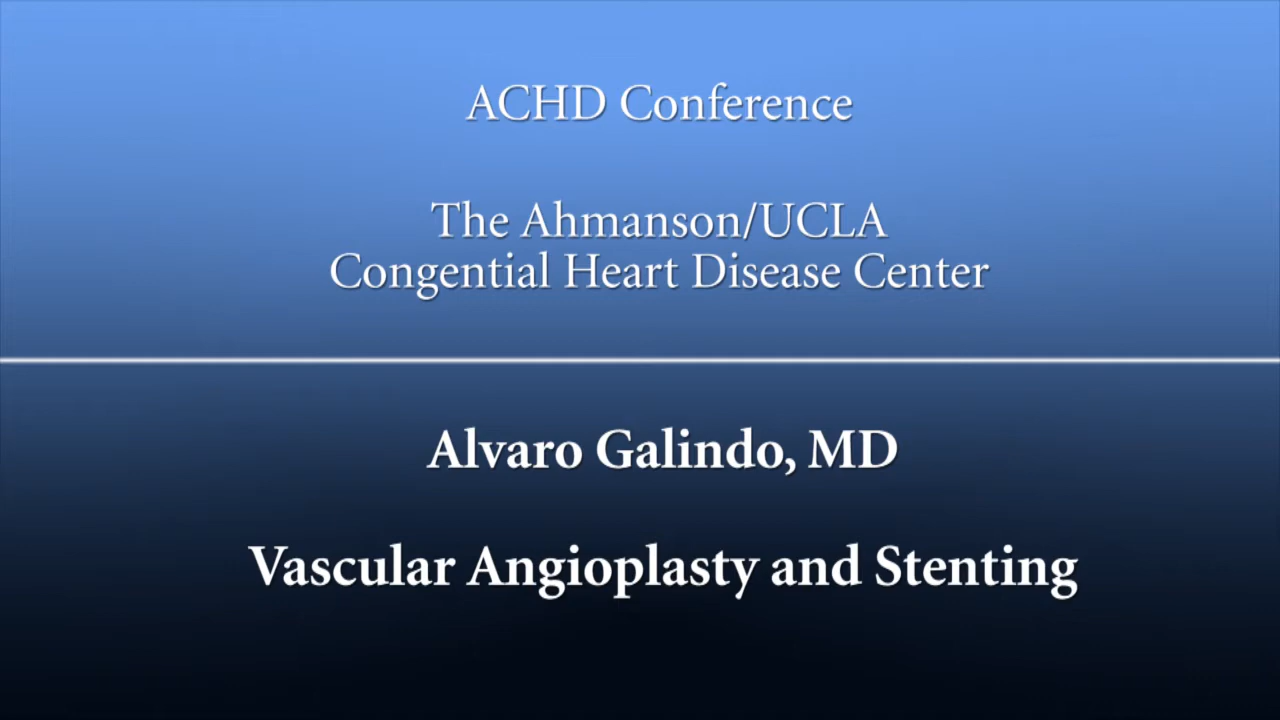 ACHD Conference
The Ahmanson/UCLA
Congential Heart Disease Center
Alvaro Galindo, MD
Vascular Angioplasty and Stenting